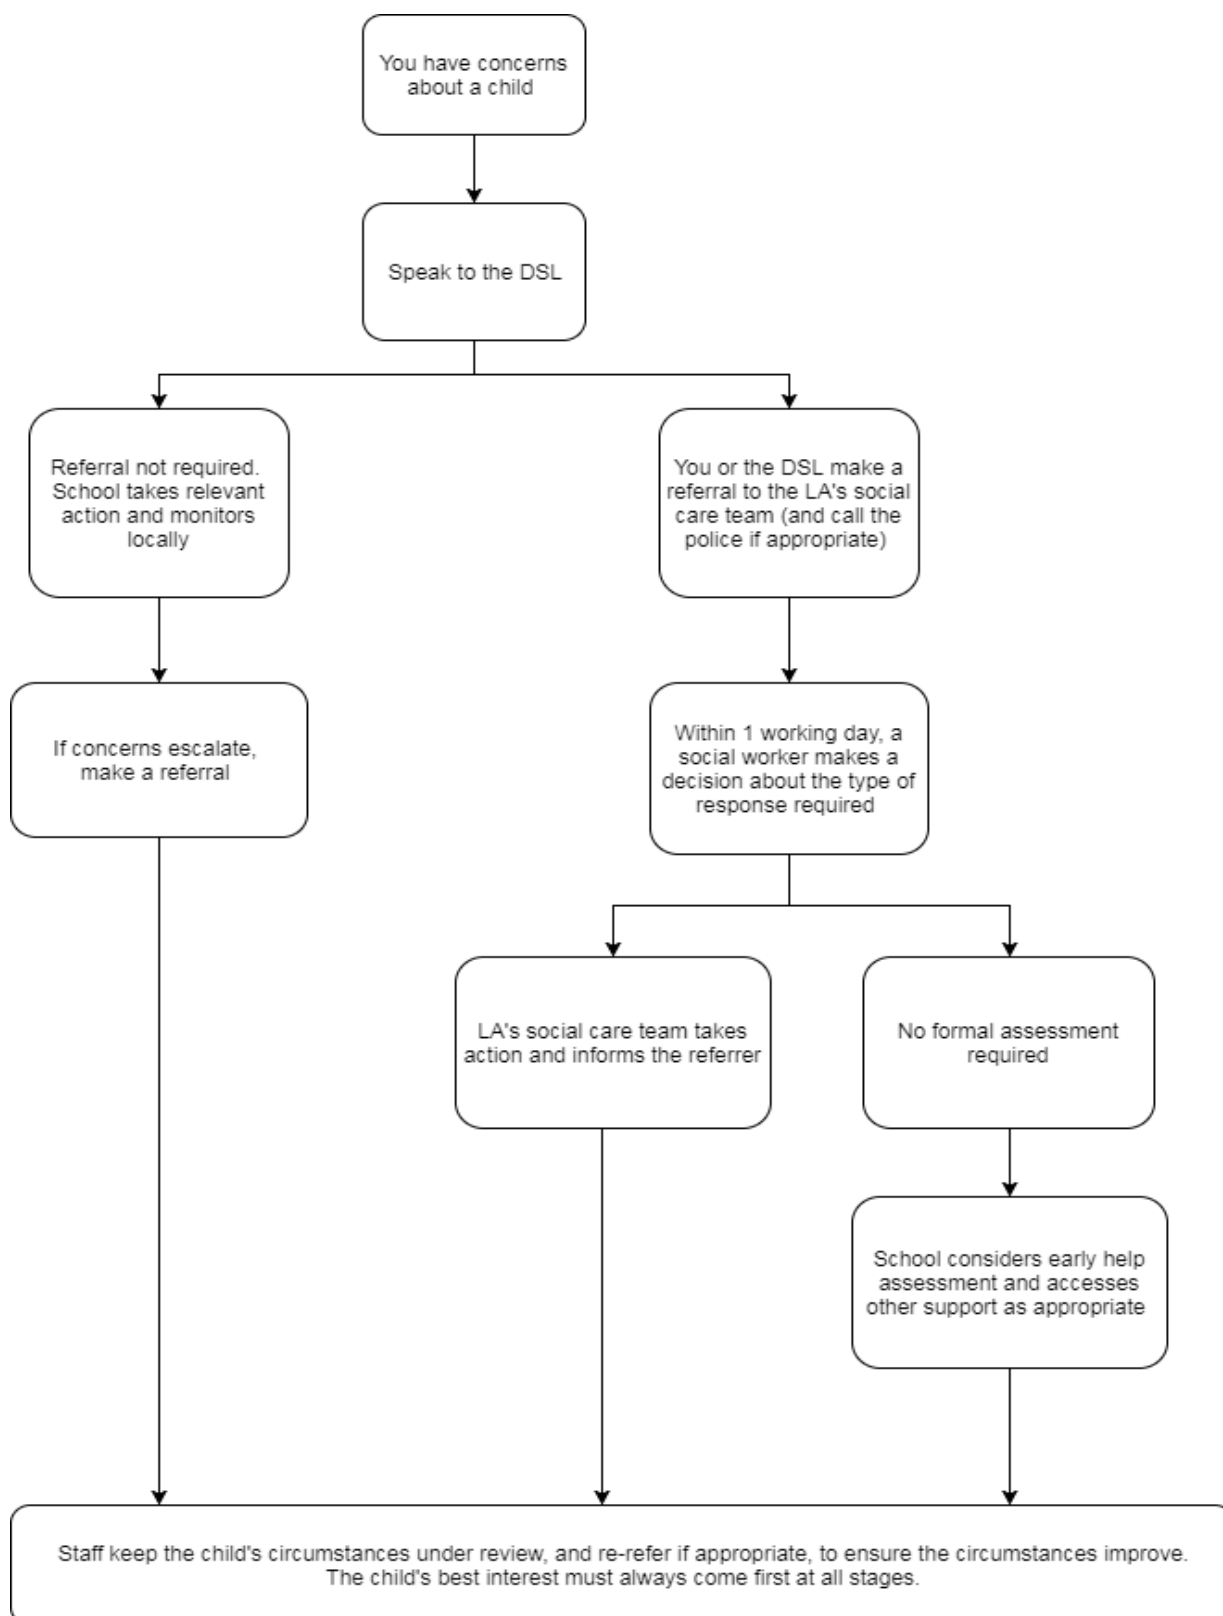 You have concerns
about a child
Speak to the DSL
Referral not required.
School takes relevant
action and monitors
locally
You or the DSL make a
referral to the LA's social
care team (and call the
police if appropriate)
If concerns escalate,
make a referral
Within 1 working day, a
social worker makes a
decision about the type of
response required
LA's social care team takes
action and informs the referrer
No formal assessment
required
School considers early help
assessment and accesses
other support as appropriate
Staff keep the child's circumstances under review, and re-refer if appropriate, to ensure the circumstances improve.
The child's best interest must always come first at all stages.